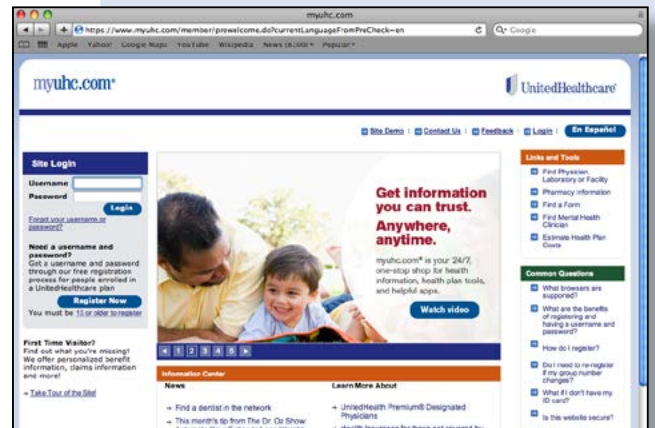 myuhc.com
https://www.myuhc.com/member/prewelcome.do?currentLanguageFromPreCheck=en
Google
Apple Yahoo! Google Maps YouTube Wikipedia News Popular
myuhc.com®
UnitedHealthcare®
Site Demo | Contact Us | Feedback | Login | En Español
Site Login
Username
Password
Login
Forgot your username or
password?
Need a username and
password?
Get a username and password
through our free registration
process for people enrolled in
a UnitedHealthcare plan
Register Now
You must be 13 or older to register
First Time Visitor?
Find out what you're missing!
We offer personalized benefit
information, claims information
and more!
→ Take Tour of the Site!
Get information
you can trust.
Anywhere,
anytime.
myuhc.com® is your 24/7,
one-stop shop for health
information, health plan tools,
and helpful apps.
Watch video
1 2 3 4 5
Information Center
News
→ Find a dentist in the network
→ This month's tip from The Dr. Oz Show
Learn More About
→ UnitedHealth Premium® Designated
Physicians
Links and Tools
Find Physician
Laboratory or Facility
Pharmacy Information
Find a Form
Find Mental Health
Clinician
Estimate Health Plan
Costs
Common Questions
What browsers are
supported?
What are the benefits
of registering and
having a username and
password?
How do I register?
Do I need to re-register
if my group number
changes?
What if I don't have my
ID card?
Is this website secure?